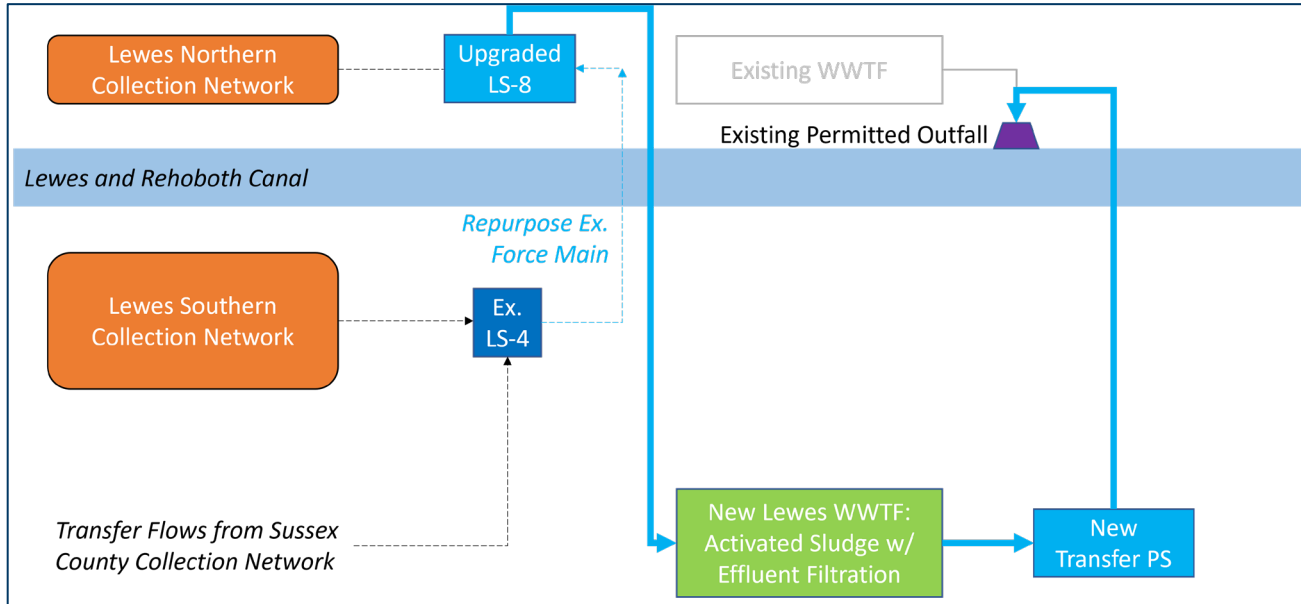 Lewes Northern
Collection Network
Upgraded
LS-8
Existing WWTF
Existing Permitted Outfall
Lewes and Rehoboth Canal
Repurpose Ex.
Force Main
Lewes Southern
Collection Network
Ex.
LS-4
Transfer Flows from Sussex
County Collection Network
New Lewes WWTF:
Activated Sludge w/
Effluent Filtration
New
Transfer PS